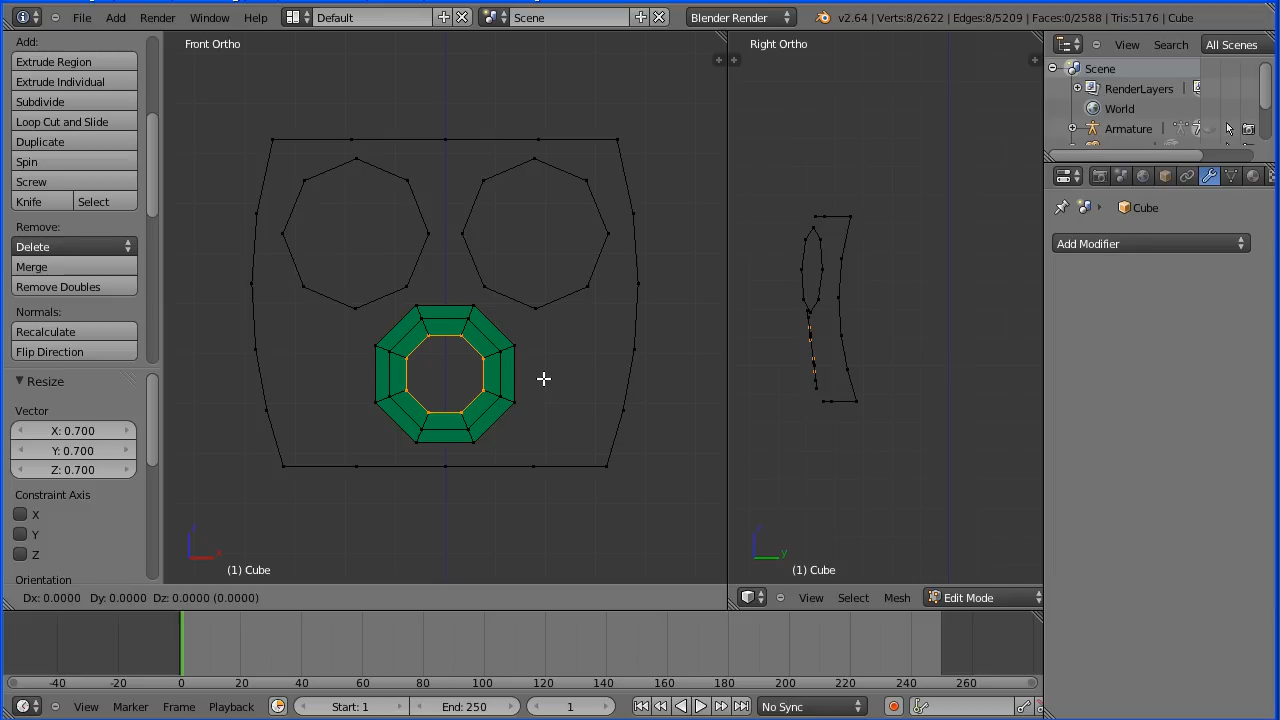 File Add Render Window Help Default Scene Blender Render v2.64 | Verts:8/2622 | Edges:8/5209 | Faces:0/2588 | Tris:5176 | Cube
Add:
Extrude Region
Extrude Individual
Subdivide
Loop Cut and Slide
Duplicate
Spin
Screw
Knife Select
Remove:
Delete
Merge
Remove Doubles
Normals:
Recalculate
Flip Direction
Resize
Vector
X: 0.700
Y: 0.700
Z: 0.700
Constraint Axis
X
Y
Z
Orientation
Front Ortho
z
x
(1) Cube
Right Ortho
z
y
(1) Cube
View Search All Scenes
Scene
RenderLayers
World
Armature
Cube
Add Modifier
Dx: 0.0000 Dy: 0.0000 Dz: 0.0000 (0.0000)
View Select Mesh Edit Mode
-40 -20 0 20 40 60 80 100 120 140 160 180 200 220 240 260
View Marker Frame Playback Start: 1 End: 250 1 No Sync